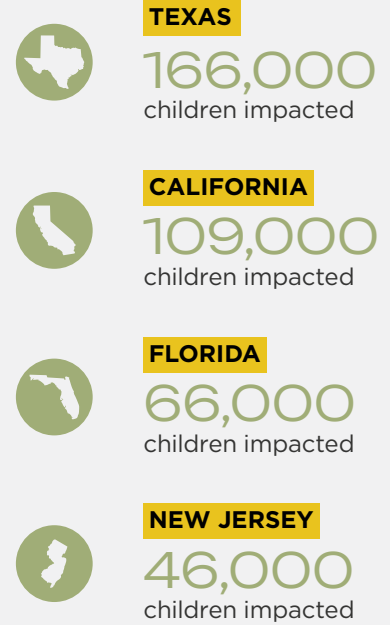 TEXAS
166,000
children impacted
CALIFORNIA
109,000
children impacted
FLORIDA
66,000
children impacted
NEW JERSEY
46,000
children impacted